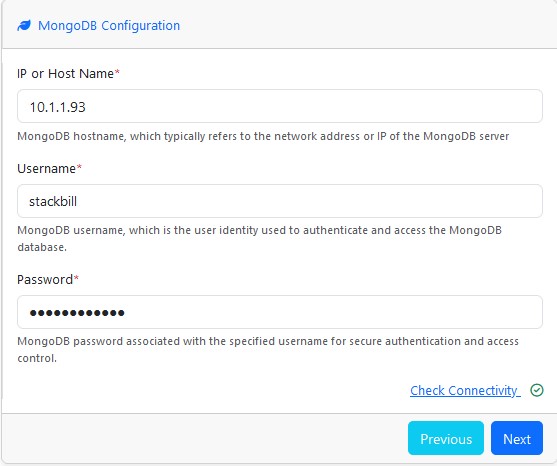 MongoDB Configuration
IP or Host Name*
10.1.1.93
MongoDB hostname, which typically refers to the network address or IP of the MongoDB server
Username*
stackbill
MongoDB username, which is the user identity used to authenticate and access the MongoDB
database.
Password*
●●●●●●●●●●●●
MongoDB password associated with the specified username for secure authentication and access
control.
Check Connectivity
Previous Next